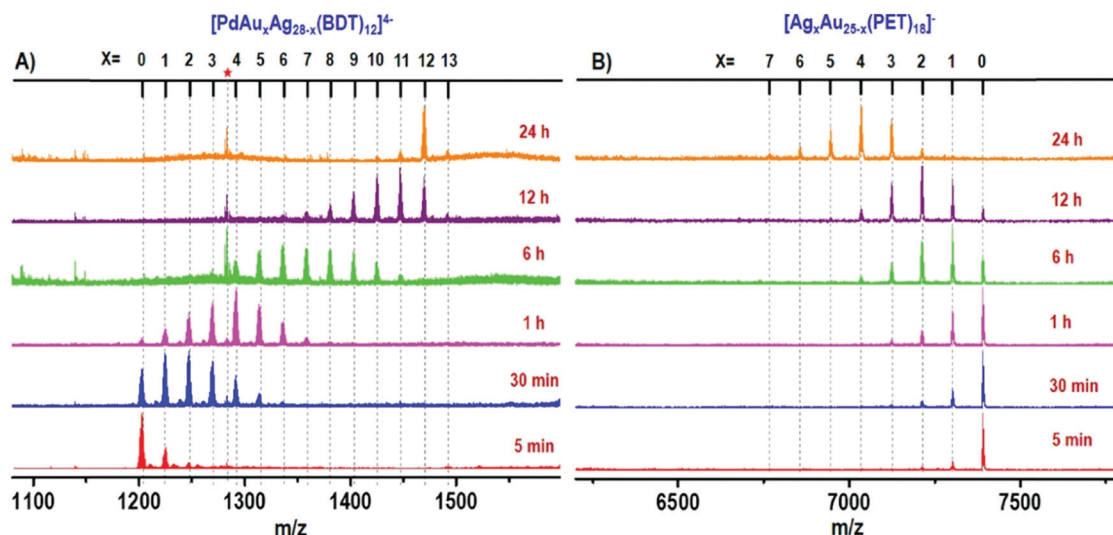 [PdAuₓAg₂₈₋ₓ(BDT)₁₂]⁴⁻
A) X= 0 1 2 3 4 5 6 7 8 9 10 11 12 13
24 h
12 h
6 h
1 h
30 min
5 min
1100 1200 1300 1400 1500
m/z
[AgₓAu₂₅₋ₓ(PET)₁₈]⁻
B) X= 7 6 5 4 3 2 1 0
24 h
12 h
6 h
1 h
30 min
5 min
6500 7000 7500
m/z